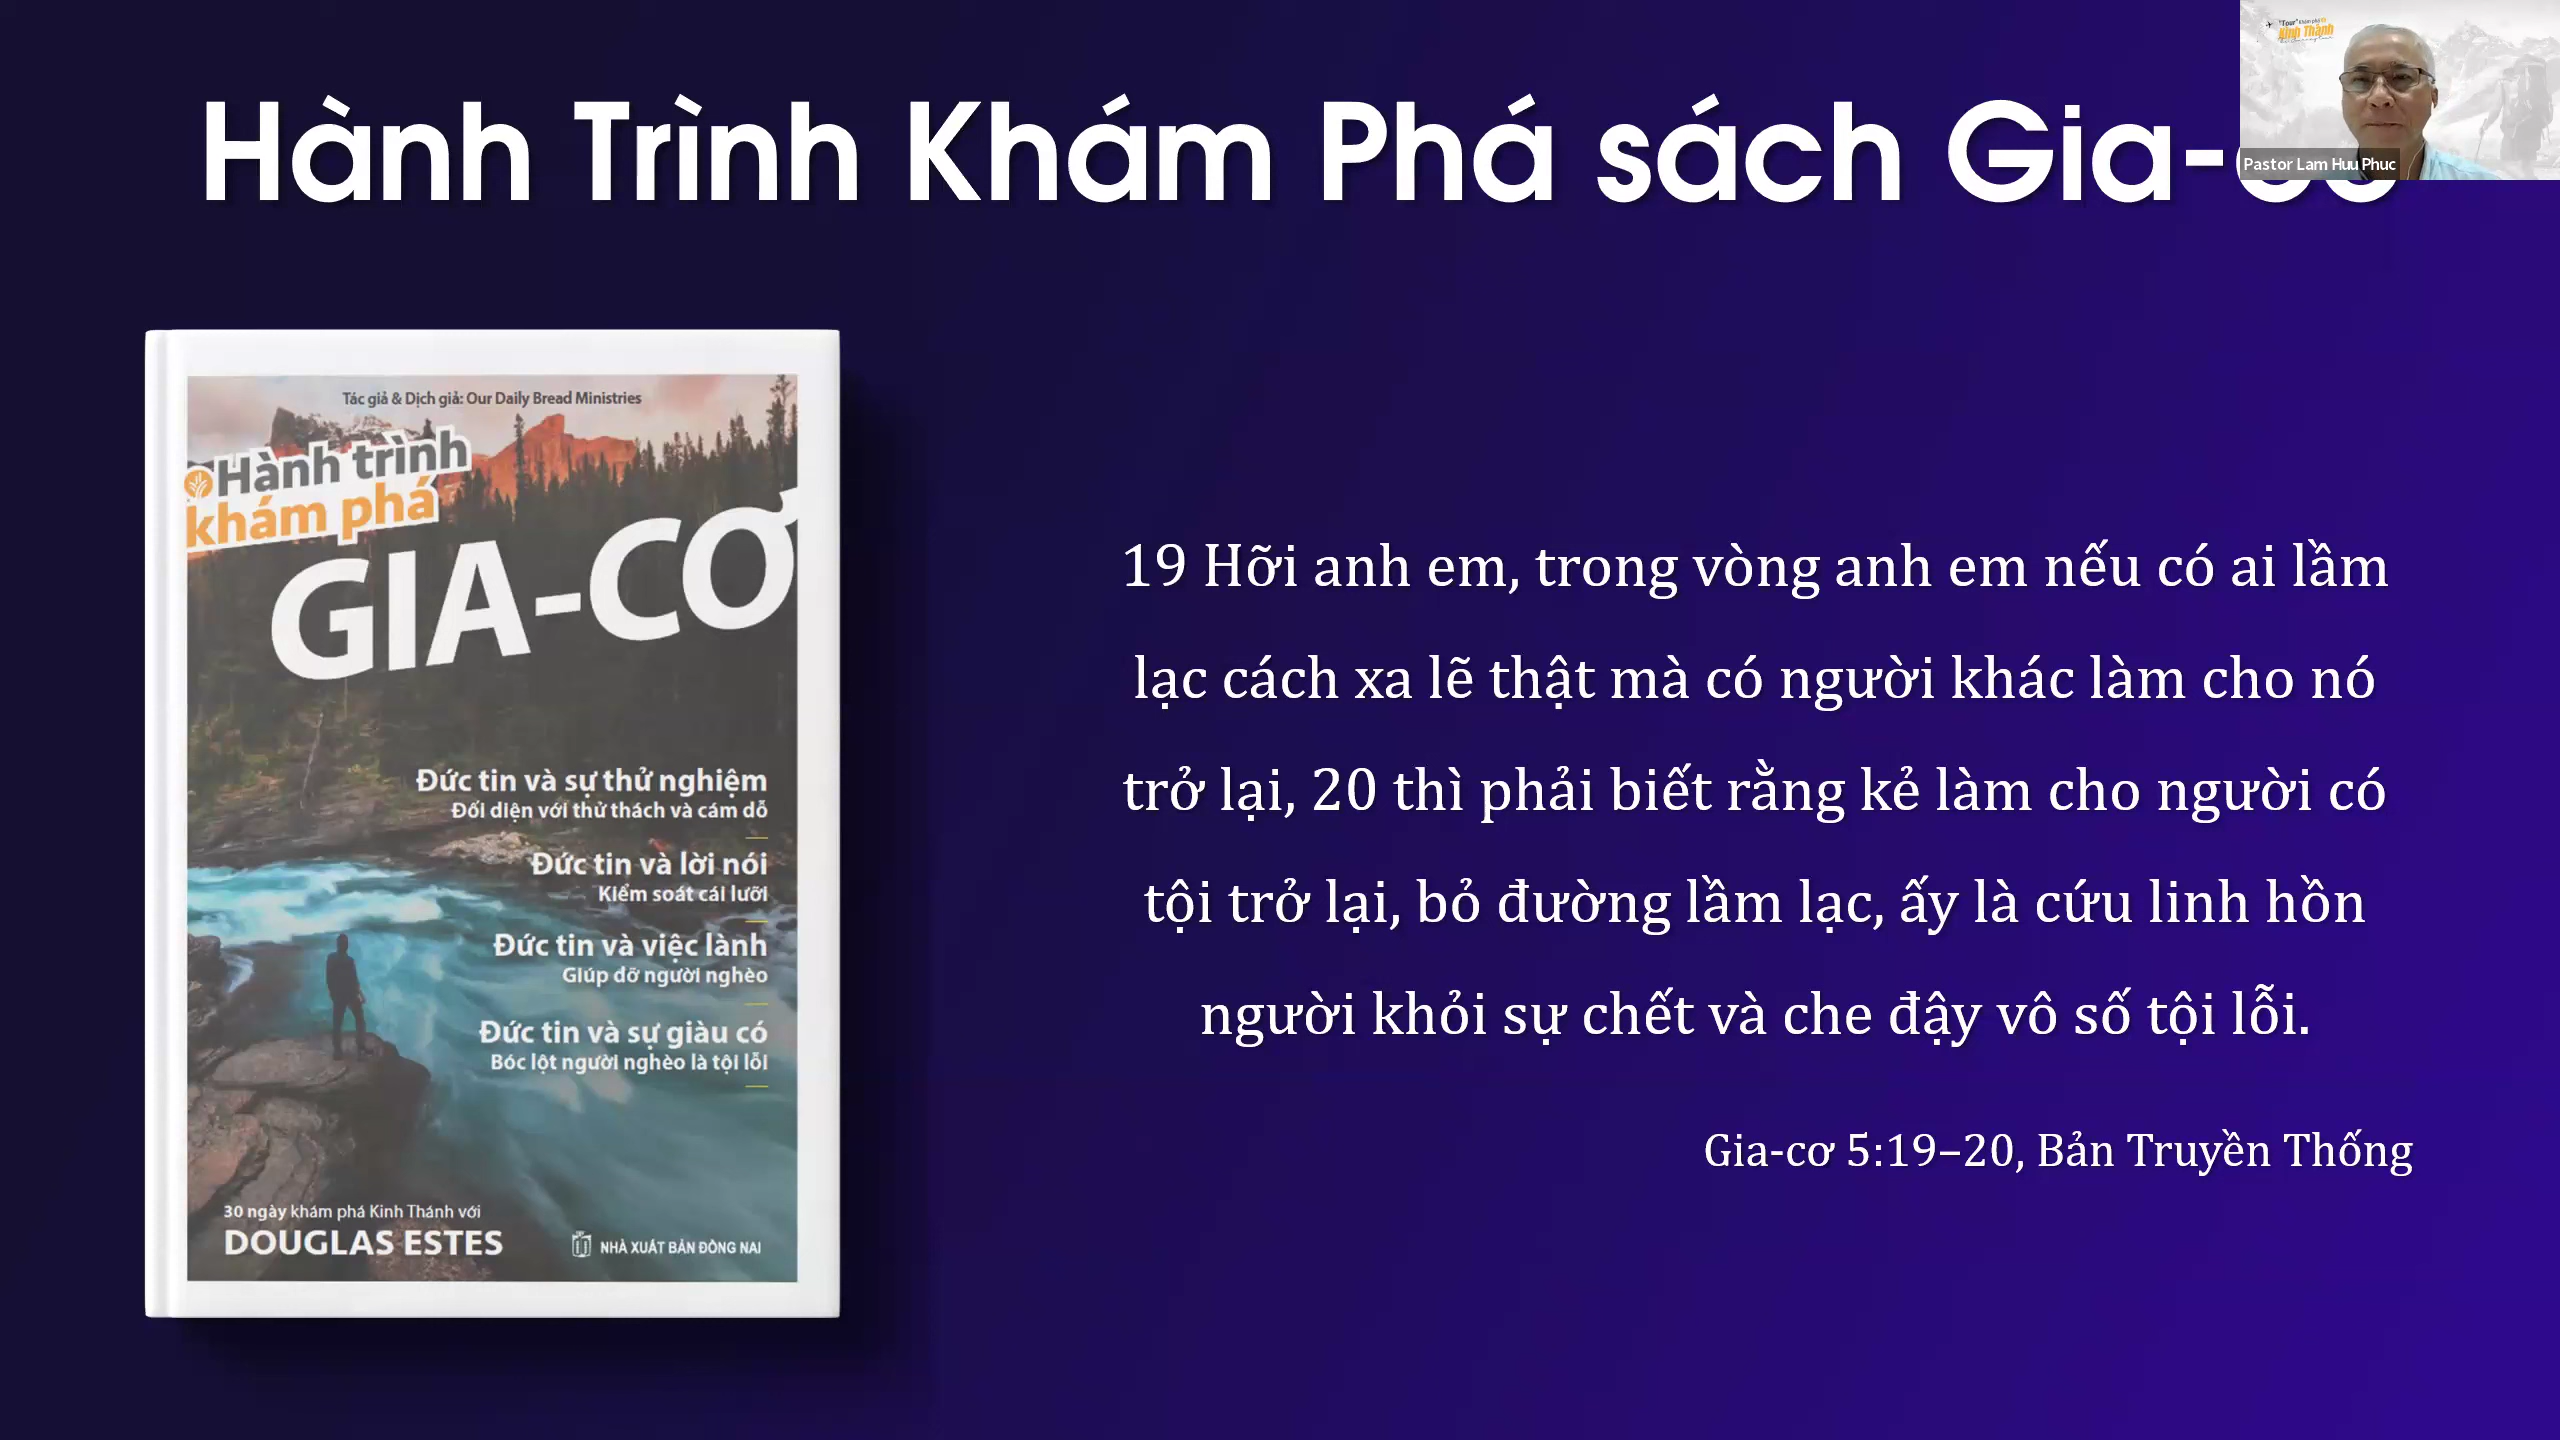 Hành Trình Khám Phá sách Gia-cơ
"Tour" Khám phá
Kinh Thánh
Pastor Lam Huu Phuc
Tác giả & Dịch giả: Our Daily Bread Ministries
Hành trình
khám phá
GIA-CƠ
Đức tin và sự thử nghiệm
Đối diện với thử thách và cám dỗ
Đức tin và lời nói
Kiểm soát cái lưỡi
Đức tin và việc lành
Giúp đỡ người nghèo
Đức tin và sự giàu có
Bóc lột người nghèo là tội lỗi
30 ngày khám phá Kinh Thánh với
DOUGLAS ESTES
NHÀ XUẤT BẢN ĐỒNG NAI
19 Hỡi anh em, trong vòng anh em nếu có ai lầm
lạc cách xa lẽ thật mà có người khác làm cho nó
trở lại, 20 thì phải biết rằng kẻ làm cho người có
tội trở lại, bỏ đường lầm lạc, ấy là cứu linh hồn
người khỏi sự chết và che đậy vô số tội lỗi.
Gia-cơ 5:19–20, Bản Truyền Thống